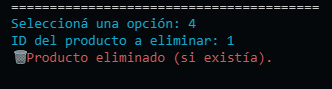 ========================================
Seleccioná una opción: 4
ID del producto a eliminar: 1
🗑️Producto eliminado (si existía).